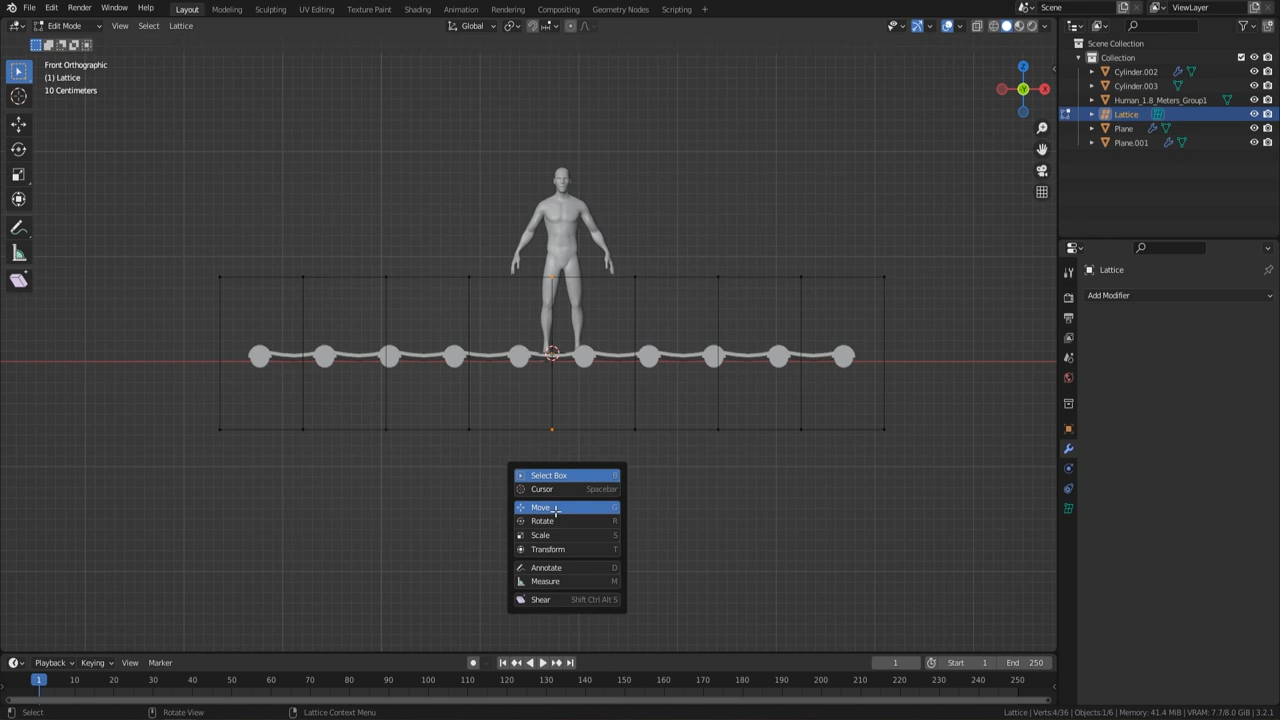 File Edit Render Window Help Layout Modeling Sculpting UV Editing Texture Paint Shading Animation Rendering Compositing Geometry Nodes Scripting + Scene ViewLayer
Edit Mode View Select Lattice Global
Front Orthographic
(1) Lattice
10 Centimeters
Z
Y
X
Scene Collection
Collection
Cylinder.002
Cylinder.003
Human_1.8_Meters_Group1
Lattice
Plane
Plane.001
Lattice
Add Modifier
Select Box B
Cursor Spacebar
Move G
Rotate R
Scale S
Transform T
Annotate D
Measure M
Shear Shift Ctrl Alt S
Playback Keying View Marker 1 Start 1 End 250
1 10 20 30 40 50 60 70 80 90 100 110 120 130 140 150 160 170 180 190 200 210 220 230 240 250
Select Rotate View Lattice Context Menu Lattice | Verts:4/36 | Objects:1/6 | Memory: 41.4 MiB | VRAM: 7.7/8.0 GiB | 3.2.1